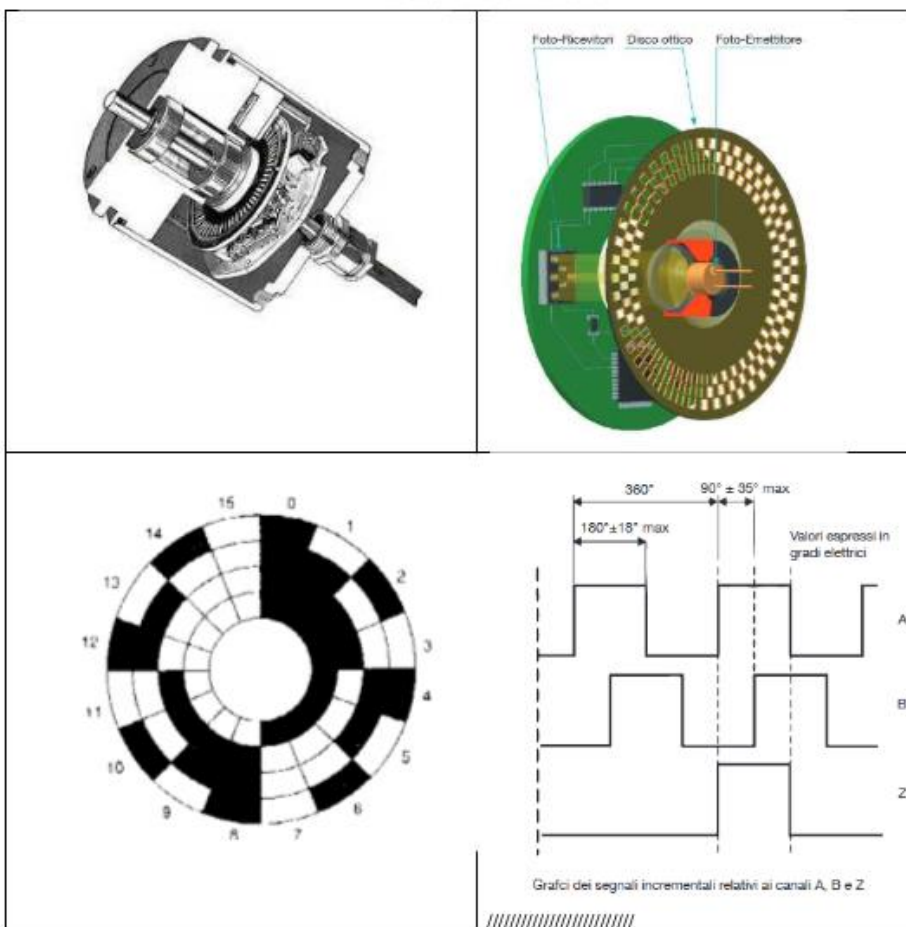 Foto-Ricevitori Disco ottico Foto-Emettitore
0
1
2
3
4
5
6
7
8
9
10
11
12
13
14
15
360°
90° ± 35° max
180°±18° max
Valori espressi in
gradi elettrici
A
B
Z
Grafci dei segnali incrementali relativi ai canali A, B e Z
//////////////////////////